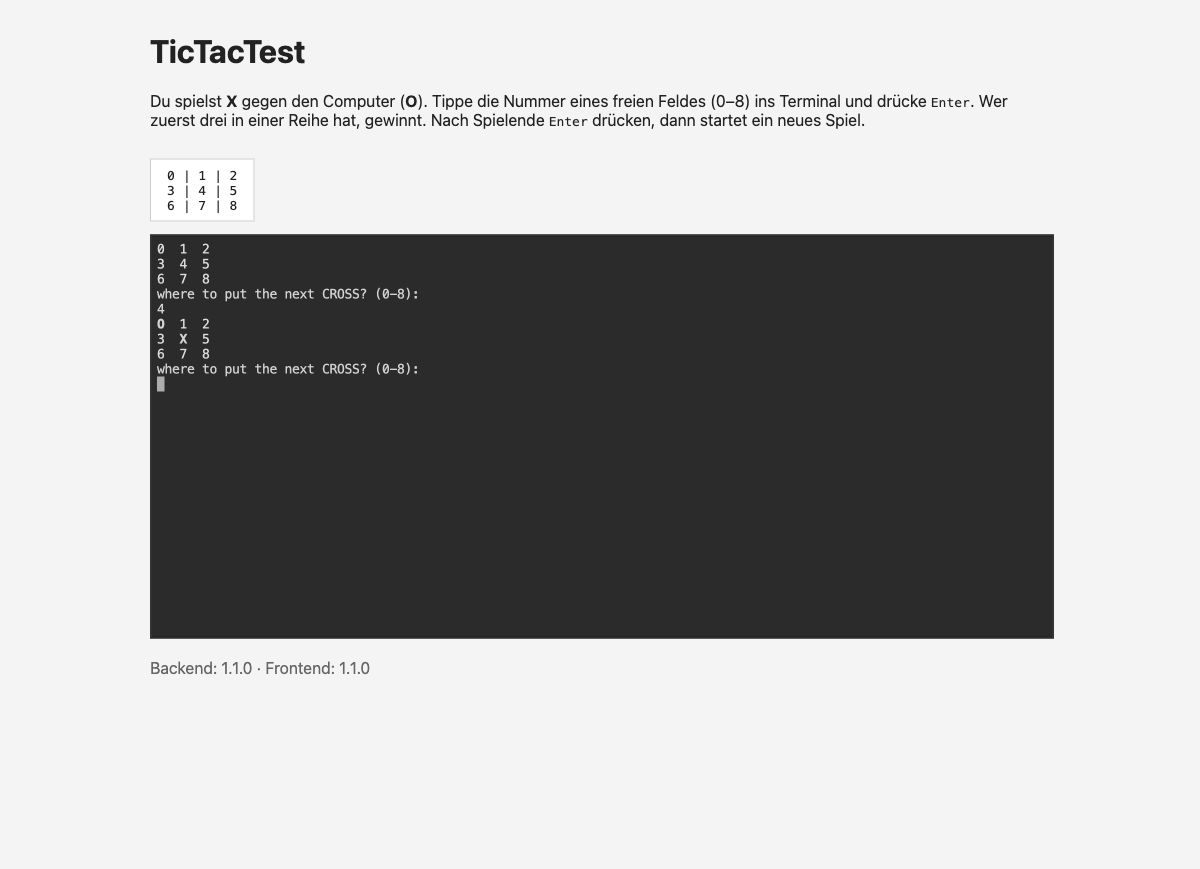 TicTacTest
Du spielst X gegen den Computer (O). Tippe die Nummer eines freien Feldes (0–8) ins Terminal und drücke Enter. Wer
zuerst drei in einer Reihe hat, gewinnt. Nach Spielende Enter drücken, dann startet ein neues Spiel.
0 | 1 | 2
3 | 4 | 5
6 | 7 | 8
0  1  2
3  4  5
6  7  8
where to put the next CROSS? (0-8):
4
O  1  2
3  X  5
6  7  8
where to put the next CROSS? (0-8):
Backend: 1.1.0 · Frontend: 1.1.0